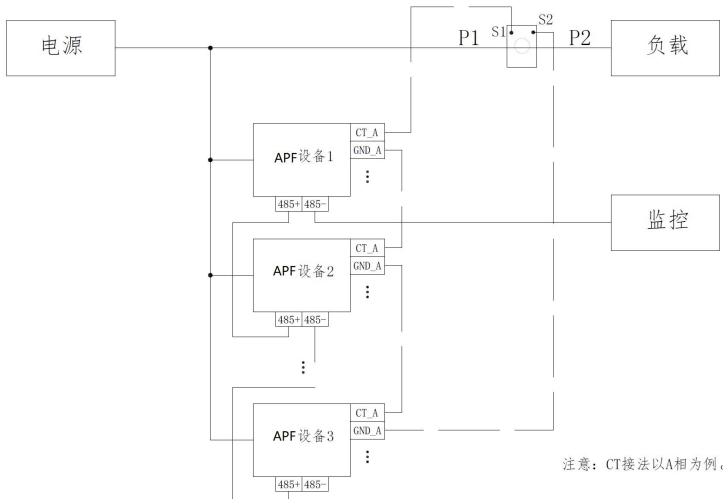 电源
P1
S1
S2
P2
负载
APF设备1
CT_A
GND_A
485+
485-
监控
APF设备2
CT_A
GND_A
485+
485-
APF设备3
CT_A
GND_A
485+
485-
注意：CT接法以A相为例。